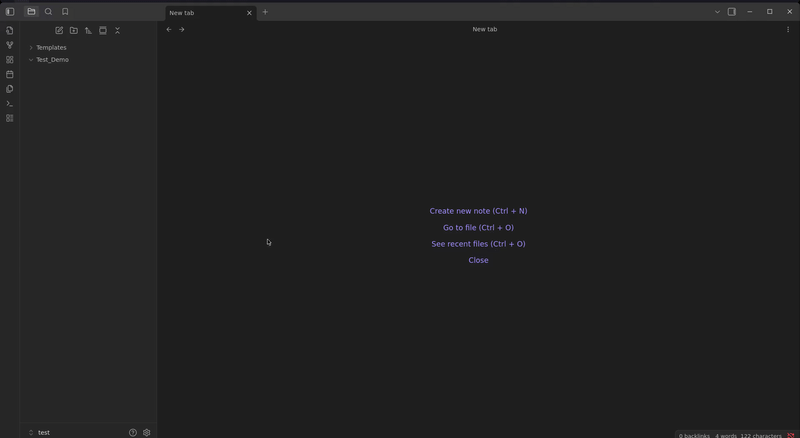 New tab
New tab
Templates
Test_Demo
Create new note (Ctrl + N)
Go to file (Ctrl + O)
See recent files (Ctrl + O)
Close
test
0 backlinks 4 words 122 characters